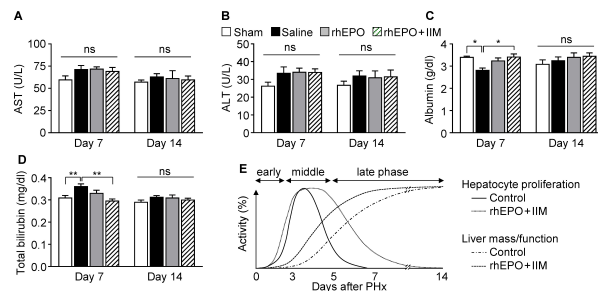 Sham Saline rhEPO rhEPO+IIM
A
AST (U/L)
100
75
50
25
0
ns
ns
Day 7 Day 14
B
ALT (U/L)
50
40
30
20
10
0
ns
ns
Day 7 Day 14
C
Albumin (g/dl)
5
4
3
2
1
0
* *
ns
Day 7 Day 14
D
Total bilirubin (mg/dl)
0.4
0.3
0.2
0.1
0.0
** **
ns
Day 7 Day 14
E
early middle late phase
Activity (%)
0 3 5 7 14
Days after PHx
Hepatocyte proliferation
Control
rhEPO+IIM
Liver mass/function
Control
rhEPO+IIM